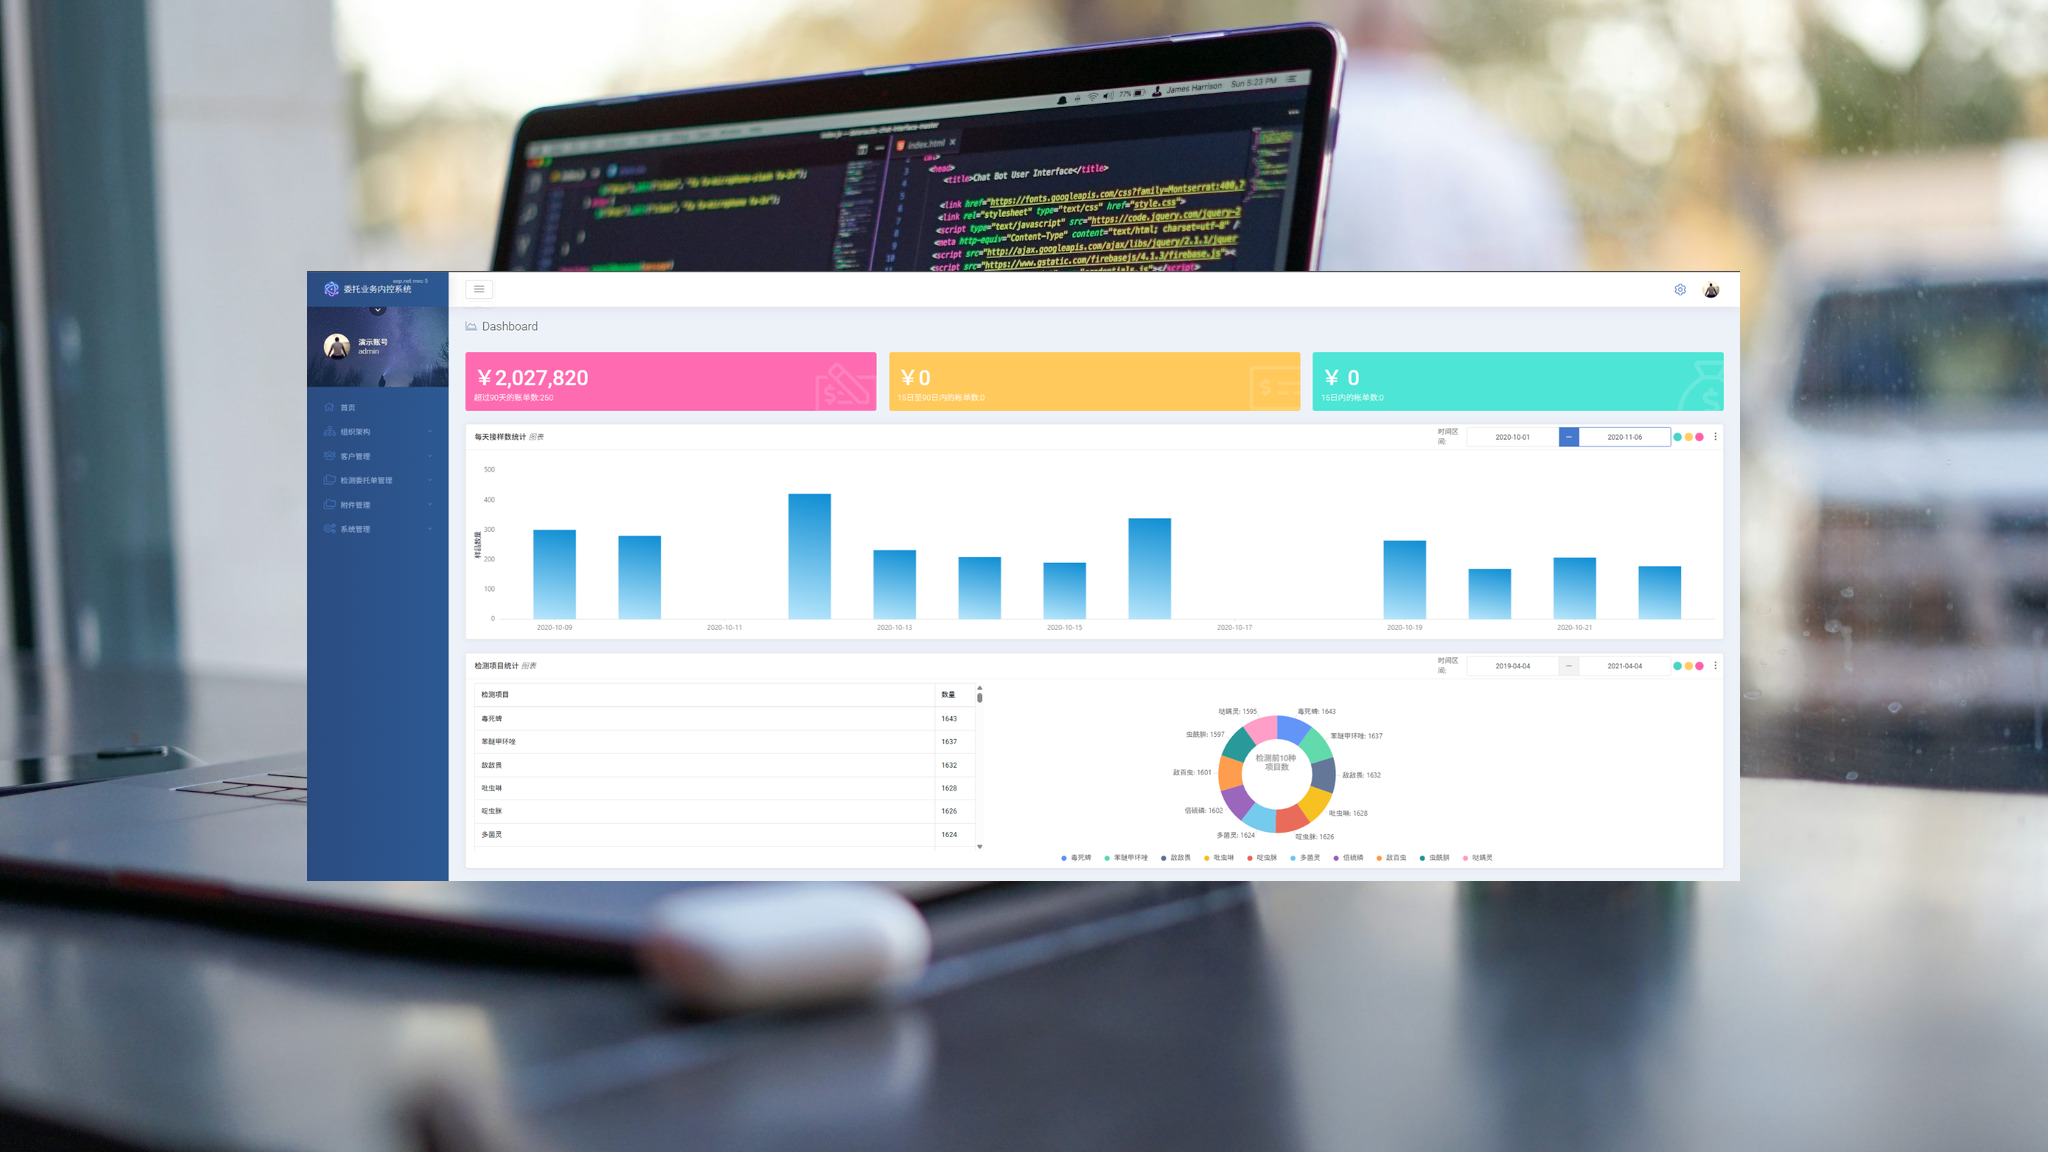 James Harrison Sun 5:23 PM
77%
index.html
<head>
<title>Chat Bot User Interface</title>
<link href="https://fonts.googleapis.com/css?family=Montserrat:400,7
<link rel="stylesheet" type="text/css" href="style.css">
<script type="text/javascript" src="https://code.jquery.com/jquery-2
<meta http-equiv="Content-Type" content="text/html; charset=utf-8" /
<script src="http://ajax.googleapis.com/ajax/libs/jquery/2.1.1/jquer
<script src="https://www.gstatic.com/firebasejs/4.1.3/firebase.js"><
委托业务内控系统
asp.net mvc 5
演示账号
admin
首页
组织架构
客户管理
检测委托单管理
附件管理
系统管理
Dashboard
￥2,027,820
超过90天的账单数:250
￥0
15日至90日内的帐单数:0
￥ 0
15日内的帐单数:0
每天接样数统计 图表
时间区间:
2020-10-01 – 2020-11-06
样品数量
500
400
300
200
100
0
2020-10-09 2020-10-11 2020-10-13 2020-10-15 2020-10-17 2020-10-19 2020-10-21
检测项目统计 图表
时间区间:
2019-04-04 – 2021-04-04
检测项目 数量
毒死蜱 1643
苯醚甲环唑 1637
敌敌畏 1632
吡虫啉 1628
啶虫脒 1626
多菌灵 1624
检测前10种
项目数
毒死蜱: 1643
苯醚甲环唑: 1637
敌敌畏: 1632
吡虫啉: 1628
啶虫脒: 1626
多菌灵: 1624
倍硫磷: 1602
敌百虫: 1601
虫酰肼: 1597
哒螨灵: 1595
毒死蜱 苯醚甲环唑 敌敌畏 吡虫啉 啶虫脒 多菌灵 倍硫磷 敌百虫 虫酰肼 哒螨灵